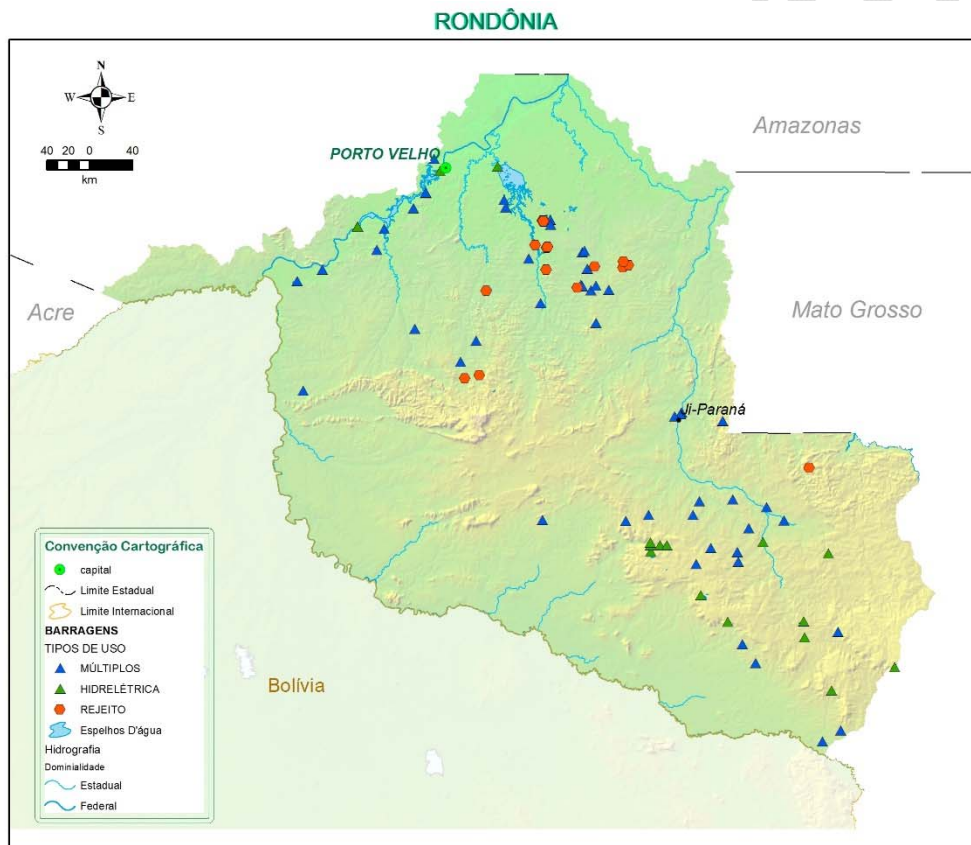 RONDÔNIA
N
W E
S
40 20 0 40
km
PORTO VELHO
Amazonas
Acre
Mato Grosso
Ji-Paraná
Bolívia
Convenção Cartográfica
capital
Limite Estadual
Limite Internacional
BARRAGENS
TIPOS DE USO
MÚLTIPLOS
HIDRELÉTRICA
REJEITO
Espelhos D'água
Hidrografia
Dominialidade
Estadual
Federal